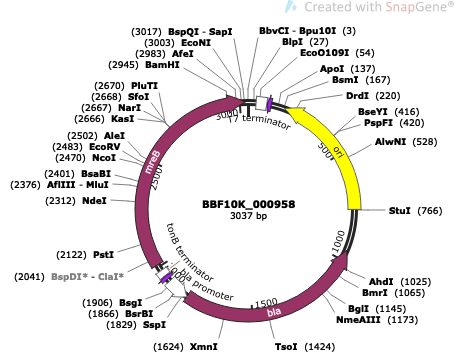 Created with SnapGene®
(3017) BspQI - SapI
(3003) EcoNI
(2983) AfeI
(2945) BamHI
BbvCI - Bpu10I (3)
BlpI (27)
EcoO109I (54)
ApoI (137)
BsmI (167)
DrdI (220)
BseYI (416)
PspFI (420)
AlwNI (528)
StuI (766)
(2670) PluTI
(2668) SfoI
(2667) NarI
(2666) KasI
(2502) AleI
(2483) EcoRV
(2470) NcoI
(2401) BsaBI
(2376) AflIII - MluI
(2312) NdeI
(2122) PstI
(2041) BspDI* - ClaI*
(1906) BsgI
(1866) BsrBI
(1829) SspI
(1624) XmnI
TsoI (1424)
AhdI (1025)
BmrI (1065)
BglI (1145)
NmeAIII (1173)
3000
T7 terminator
500
ori
1000
1500
bla
bla promoter
tonB terminator
2500
mreB
BBF10K_000958
3037 bp